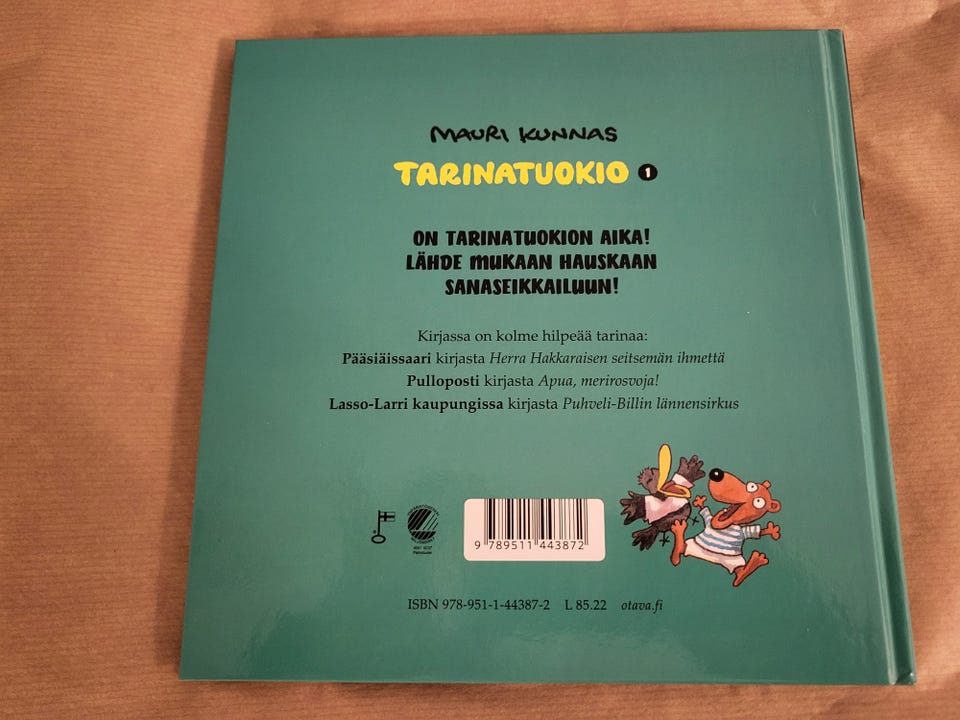 MAURI KUNNAS
TARINATUOKIO 1
ON TARINATUOKION AIKA!
LÄHDE MUKAAN HAUSKAAN
SANASEIKKAILUUN!
Kirjassa on kolme hilpeää tarinaa:
Pääsiäissaari kirjasta Herra Hakkaraisen seitsemän ihmettä
Pulloposti kirjasta Apua, merirosvoja!
Lasso-Larri kaupungissa kirjasta Puhveli-Billin lännensirkus
9 789511 443872
ISBN 978-951-1-44387-2 L 85.22 otava.fi